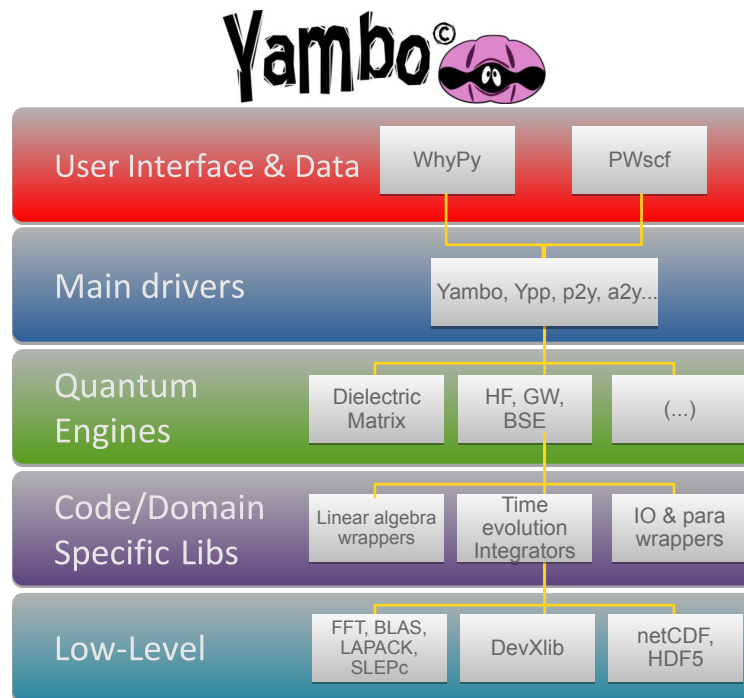 Yambo©
User Interface & Data
WhyPy
PWscf
Main drivers
Yambo, Ypp, p2y, a2y...
Quantum
Engines
Dielectric
Matrix
HF, GW,
BSE
(...)
Code/Domain
Specific Libs
Linear algebra
wrappers
Time
evolution
Integrators
IO & para
wrappers
Low-Level
FFT, BLAS,
LAPACK,
SLEPc
DevXlib
netCDF,
HDF5